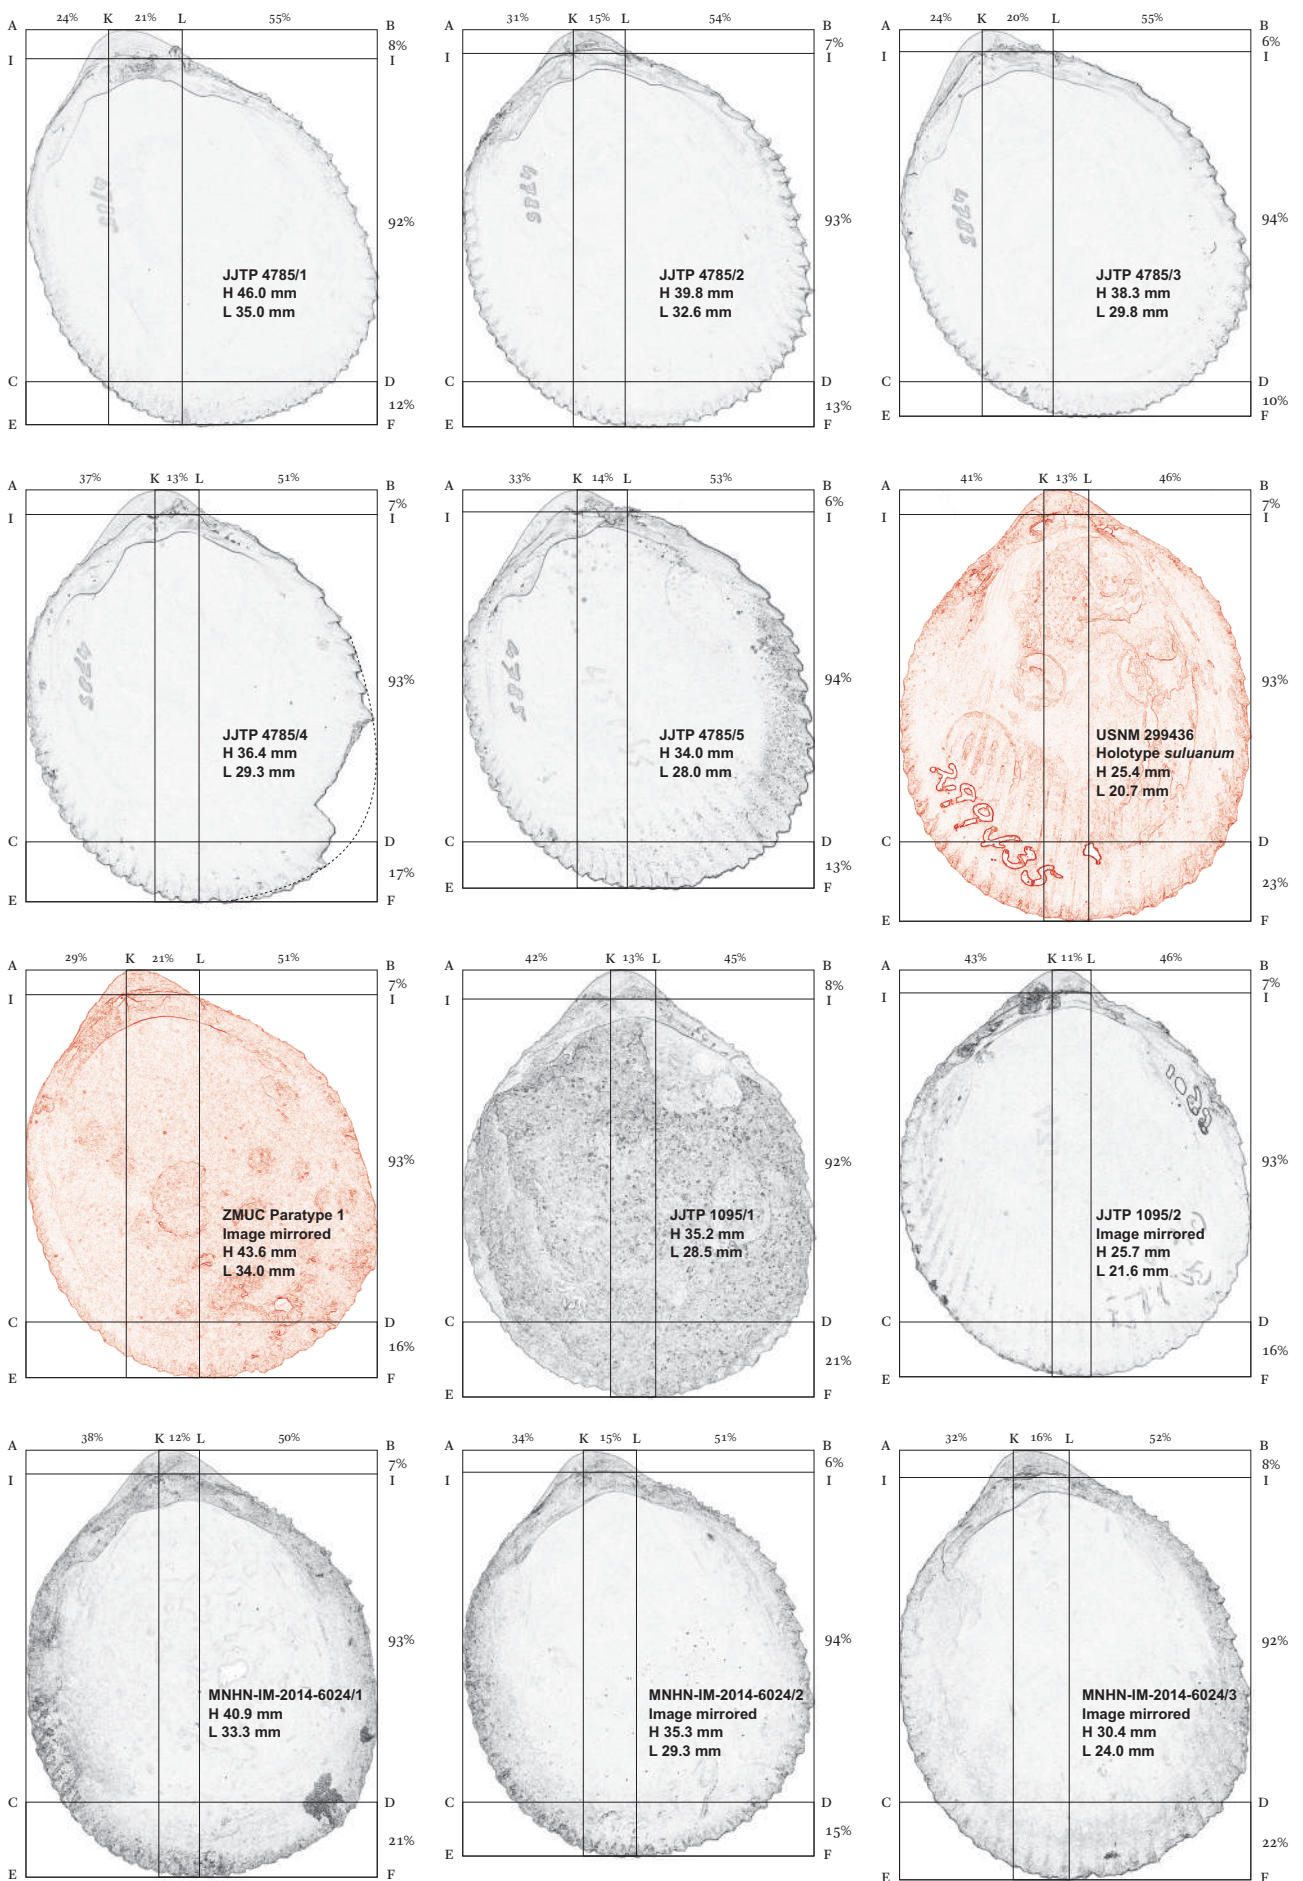 24% K 21% L 55%
A B
8%
I I
92%
4785
JJTP 4785/1
H 46.0 mm
L 35.0 mm
C D
12%
E F
31% K 15% L 54%
A B
7%
I I
4785
93%
JJTP 4785/2
H 39.8 mm
L 32.6 mm
C D
13%
E F
24% K 20% L 55%
A B
6%
I I
4785
94%
JJTP 4785/3
H 38.3 mm
L 29.8 mm
C D
10%
E F
37% K 13% L 51%
A B
7%
I I
4785
93%
JJTP 4785/4
H 36.4 mm
L 29.3 mm
C D
17%
E F
33% K 14% L 53%
A B
6%
I I
4785
94%
JJTP 4785/5
H 34.0 mm
L 28.0 mm
C D
13%
E F
41% K 13% L 46%
A B
7%
I I
93%
USNM 299436
Holotype suluanum
H 25.4 mm
L 20.7 mm
C D
23%
E F
29% K 21% L 51%
A B
7%
I I
93%
ZMUC Paratype 1
Image mirrored
H 43.6 mm
L 34.0 mm
C D
16%
E F
42% K 13% L 45%
A B
8%
I I
92%
JJTP 1095/1
H 35.2 mm
L 28.5 mm
C D
21%
E F
43% K 11% L 46%
A B
7%
I I
93%
JJTP 1095/2
Image mirrored
H 25.7 mm
L 21.6 mm
C D
16%
E F
38% K 12% L 50%
A B
7%
I I
93%
MNHN-IM-2014-6024/1
H 40.9 mm
L 33.3 mm
C D
21%
E F
34% K 15% L 51%
A B
6%
I I
94%
MNHN-IM-2014-6024/2
Image mirrored
H 35.3 mm
L 29.3 mm
C D
15%
E F
32% K 16% L 52%
A B
8%
I I
92%
MNHN-IM-2014-6024/3
Image mirrored
H 30.4 mm
L 24.0 mm
C D
22%
E F